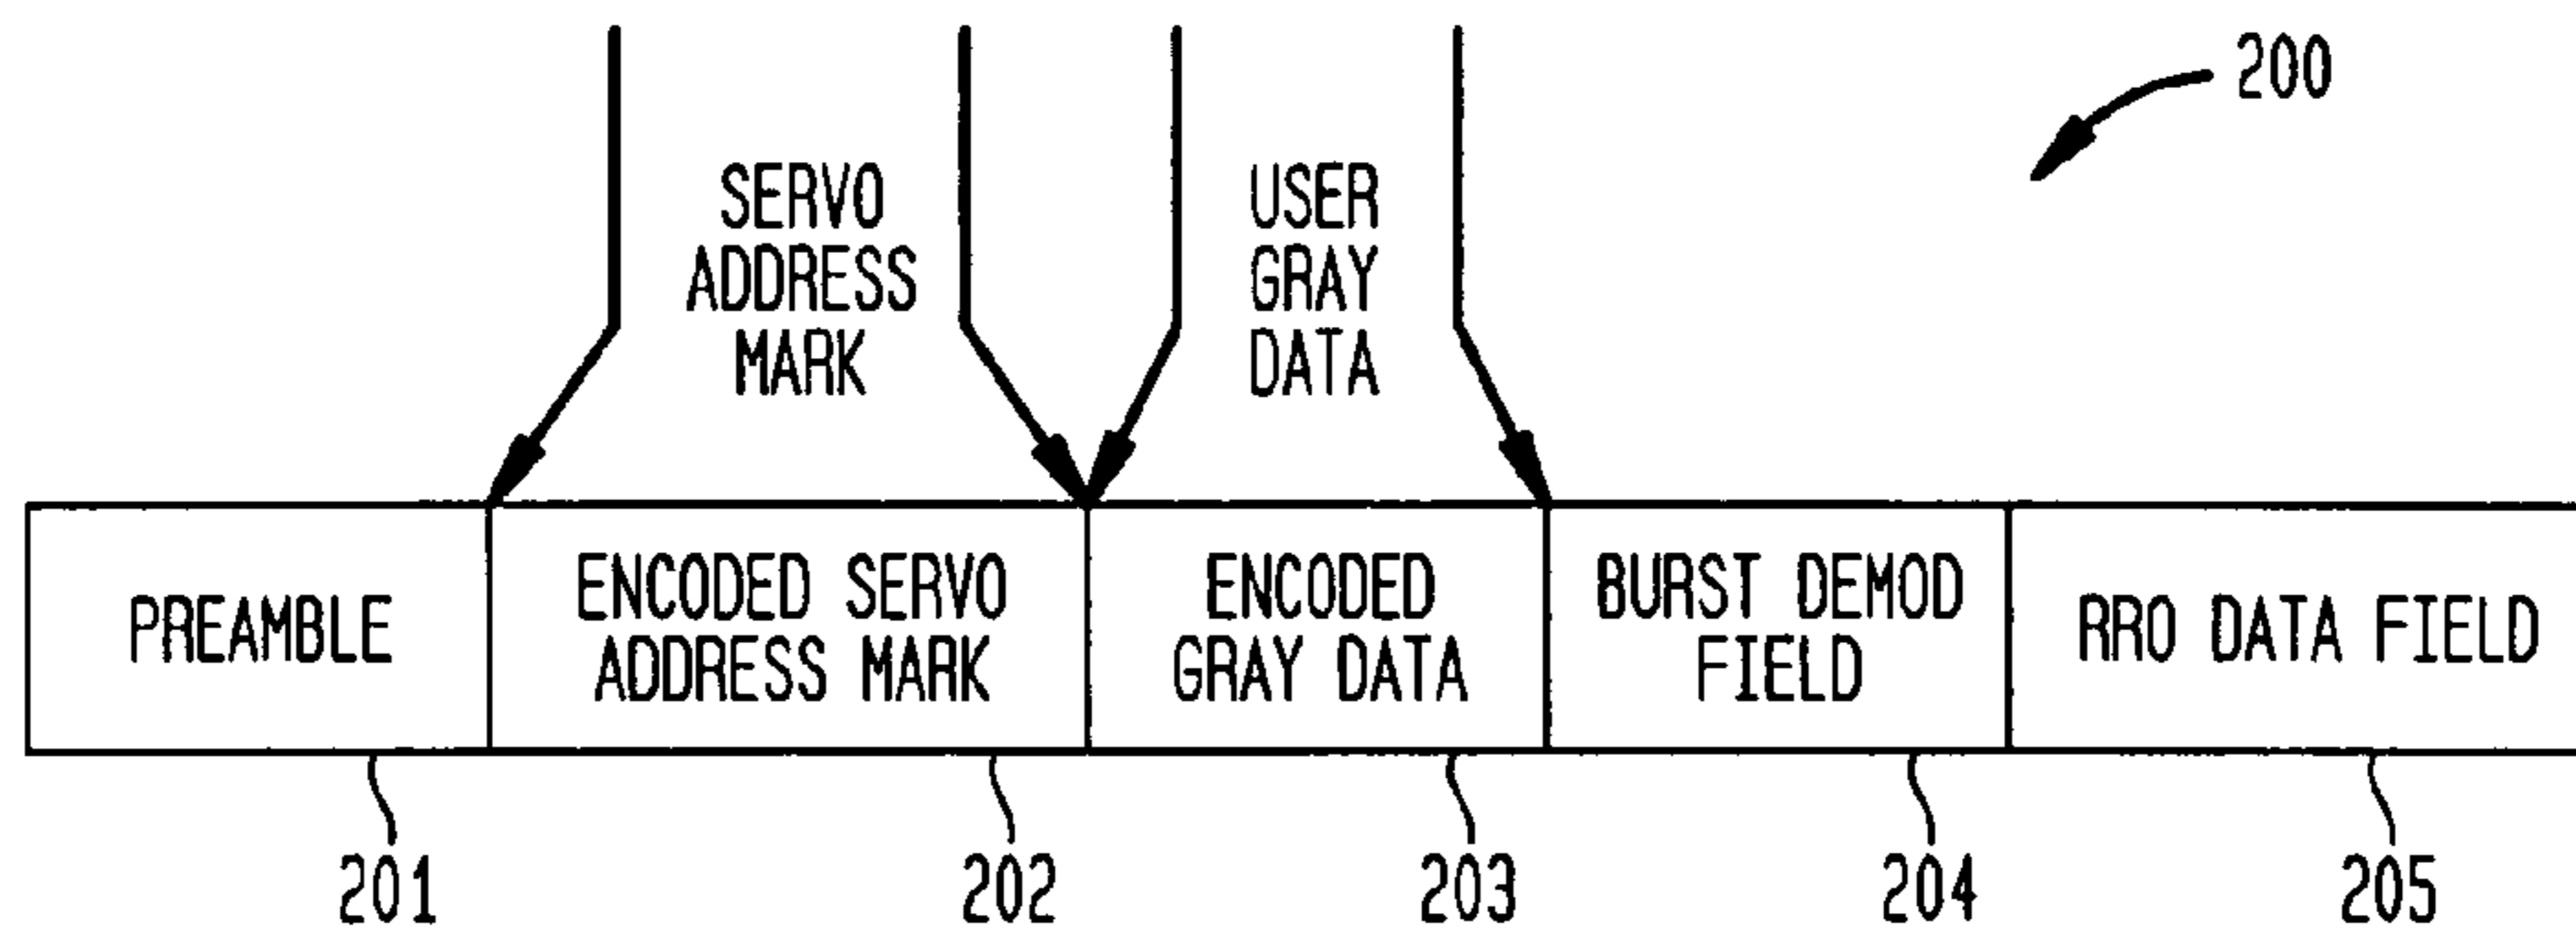 200
SERVO
ADDRESS
MARK
USER
GRAY
DATA
PREAMBLE
ENCODED SERVO
ADDRESS MARK
ENCODED
GRAY DATA
BURST DEMOD
FIELD
RRO DATA FIELD
201
202
203
204
205